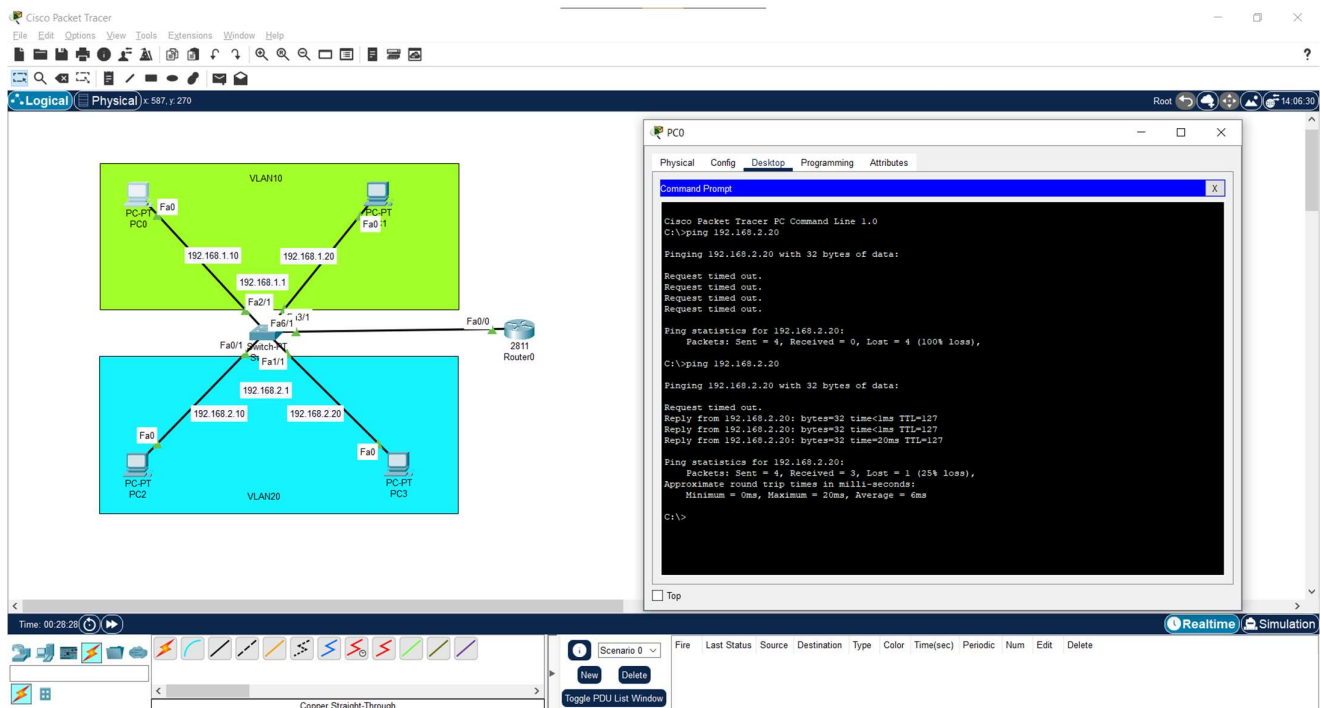 Cisco Packet Tracer
File Edit Options View Tools Extensions Window Help
?
Logical Physical x: 587, y: 270
Root 14:06:30
VLAN10
Fa0
PC-PT
PC0
PC-PT
Fa0
192.168.1.10
192.168.1.20
192.168.1.1
Fa2/1
Fa6/1
Fa0/0
2811
Router0
Fa0/1
Switch-PT
Fa1/1
192.168.2.1
192.168.2.10
192.168.2.20
Fa0
Fa0
PC-PT
PC2
VLAN20
PC-PT
PC3
PC0
Physical Config Desktop Programming Attributes
Command Prompt X
Cisco Packet Tracer PC Command Line 1.0
C:\>ping 192.168.2.20
Pinging 192.168.2.20 with 32 bytes of data:
Request timed out.
Request timed out.
Request timed out.
Request timed out.
Ping statistics for 192.168.2.20:
Packets: Sent = 4, Received = 0, Lost = 4 (100% loss),
C:\>ping 192.168.2.20
Pinging 192.168.2.20 with 32 bytes of data:
Request timed out.
Reply from 192.168.2.20: bytes=32 time<1ms TTL=127
Reply from 192.168.2.20: bytes=32 time<1ms TTL=127
Reply from 192.168.2.20: bytes=32 time=20ms TTL=127
Ping statistics for 192.168.2.20:
Packets: Sent = 4, Received = 3, Lost = 1 (25% loss),
Approximate round trip times in milli-seconds:
Minimum = 0ms, Maximum = 20ms, Average = 6ms
C:\>
Top
Time: 00:28:28
Realtime Simulation
Scenario 0
New Delete
Toggle PDU List Window
Fire Last Status Source Destination Type Color Time(sec) Periodic Num Edit Delete
Copper Straight-Through